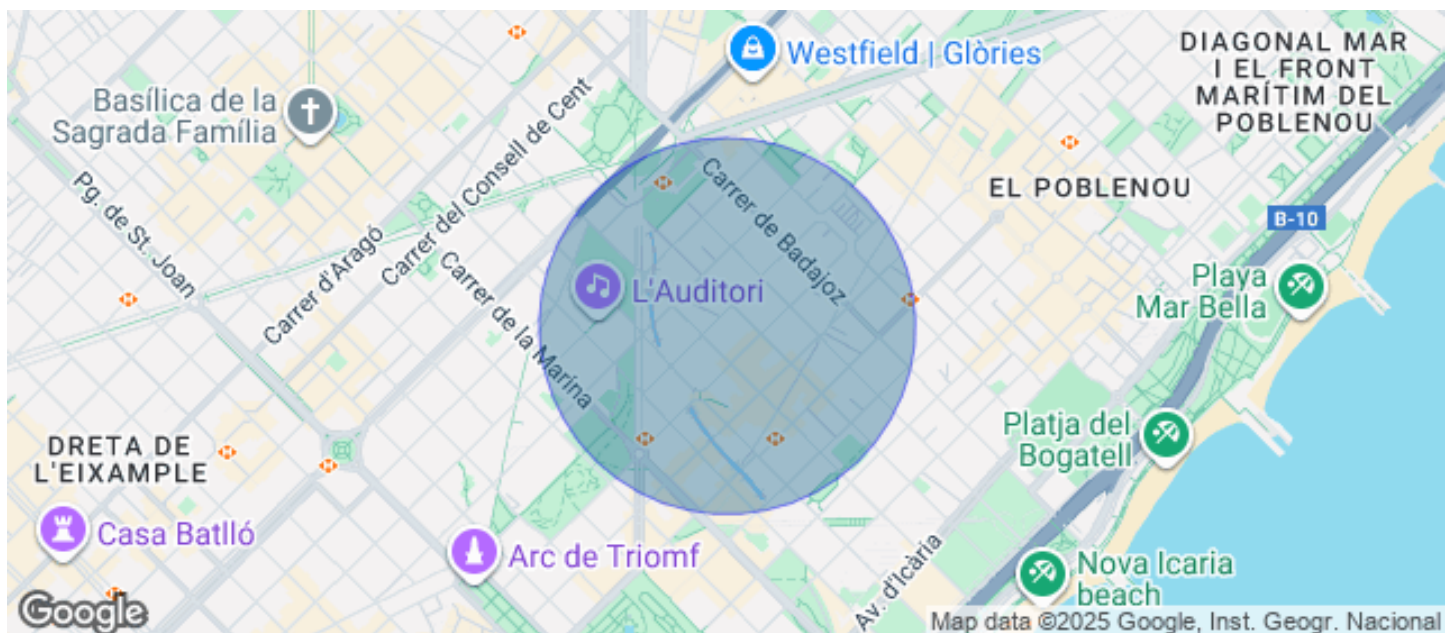 Westfield | Glòries
DIAGONAL MAR
I EL FRONT
MARÍTIM DEL
POBLENOU
Basílica de la
Sagrada Família
Carrer del Consell de Cent
Carrer d'Aragó
Pg. de St. Joan
Carrer de Badajoz
EL POBLENOU
B-10
L'Auditori
Playa
Mar Bella
Carrer de la Marina
Platja del
Bogatell
DRETA DE
L'EIXAMPLE
Casa Batlló
Arc de Triomf
Av. d'Icària
Nova Icaria
beach
Google
Map data ©2025 Google, Inst. Geogr. Nacional